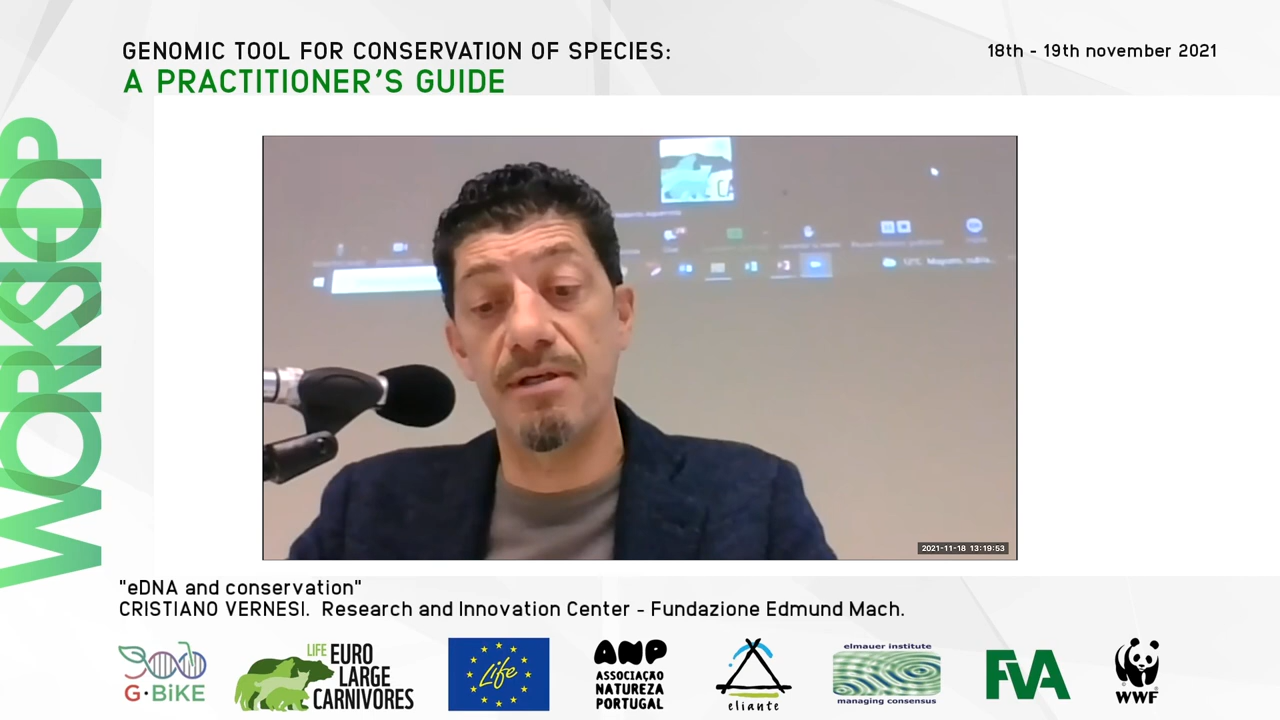 GENOMIC TOOL FOR CONSERVATION OF SPECIES:
A PRACTITIONER'S GUIDE
18th - 19th november 2021
WORKSHOP
2021-11-18 13:19:53
"eDNA and conservation"
CRISTIANO VERNESI. Research and Innovation Center - Fundazione Edmund Mach.
G·BiKE
LIFE EURO
LARGE
CARNIVORES
Life
ANP
ASSOCIAÇÃO
NATUREZA
PORTUGAL
eliante
elmauer institute
managing consensus
FVA
WWF